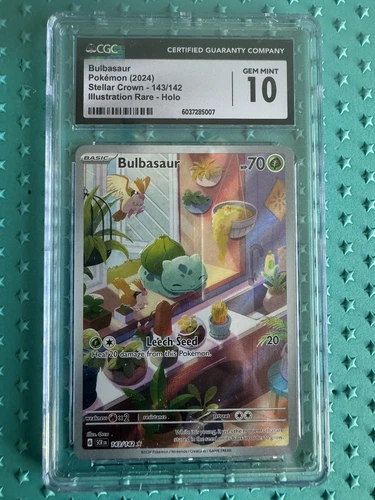 CGC
CERTIFIED GUARANTY COMPANY
Bulbasaur
Pokémon (2024)
Stellar Crown - 143/142
Illustration Rare - Holo
GEM MINT
10
6037285007
BASIC
Bulbasaur
HP70
Leech Seed
20
Heal 20 damage from this Pokémon.
weakness
×2
resistance
retreat
143/142